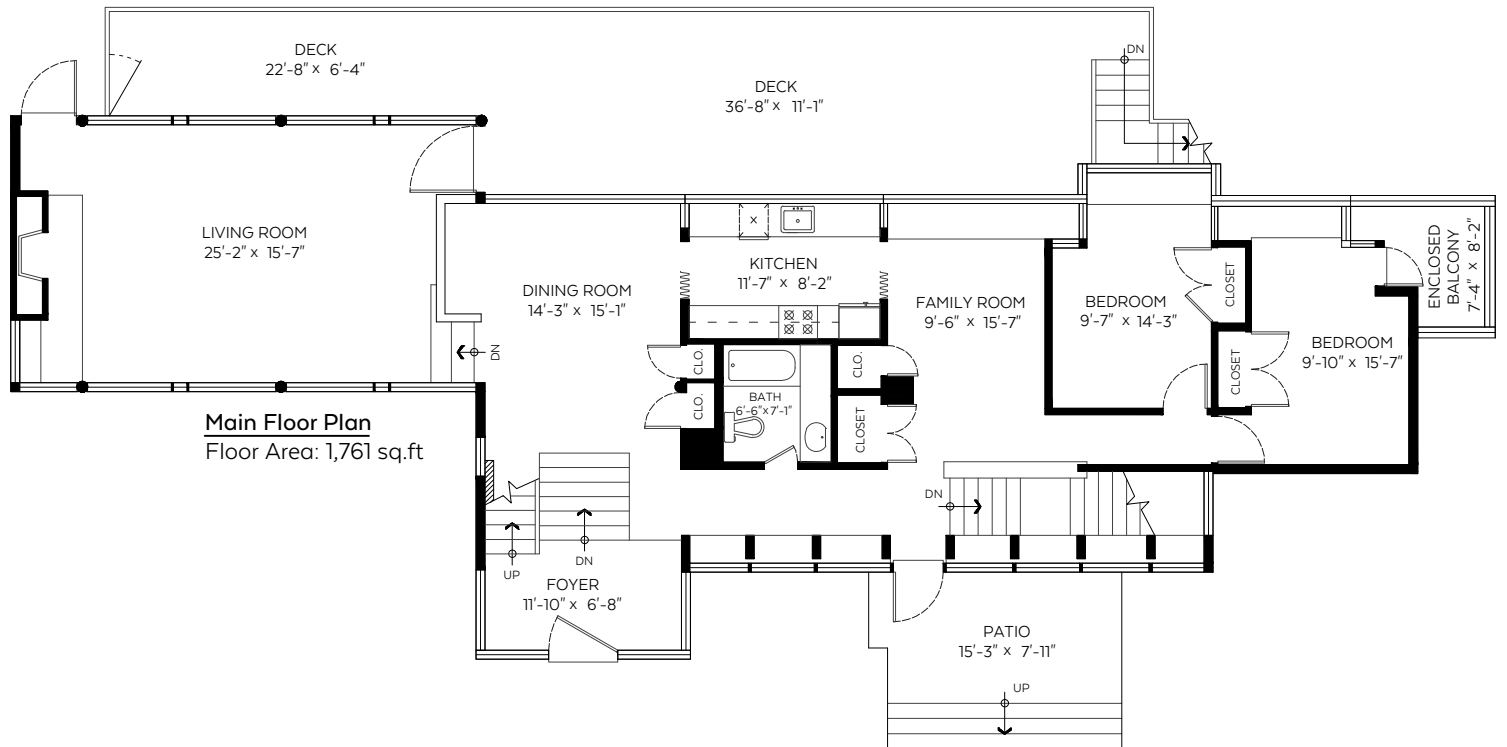 DECK
22'-8" x 6'-4"
DECK
36'-8" x 11'-1"
DN
LIVING ROOM
25'-2" x 15'-7"
DINING ROOM
14'-3" x 15'-1"
X
KITCHEN
11'-7" x 8'-2"
FAMILY ROOM
9'-6" x 15'-7"
BEDROOM
9'-7" x 14'-3"
CLOSET
BEDROOM
9'-10" x 15'-7"
CLOSET
ENCLOSED
BALCONY
7'-4" x 8'-2"
DN
CLO.
CLO.
BATH
6'-6" x 7'-1"
CLO.
CLOSET
Main Floor Plan
Floor Area: 1,761 sq.ft
DN
UP
DN
FOYER
11'-10" x 6'-8"
PATIO
15'-3" x 7'-11"
UP